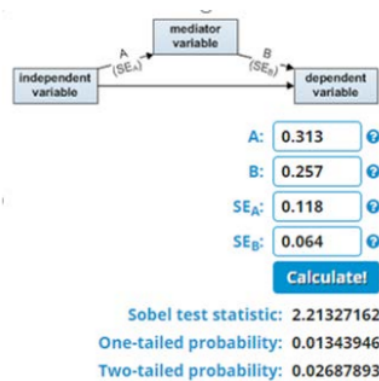 mediator
variable
A
(SEA)
B
(SEB)
independent
variable
dependent
variable
A: 0.313 ?
B: 0.257 ?
SEA: 0.118 ?
SEB: 0.064 ?
Calculate!
Sobel test statistic: 2.21327162
One-tailed probability: 0.01343946
Two-tailed probability: 0.02687893